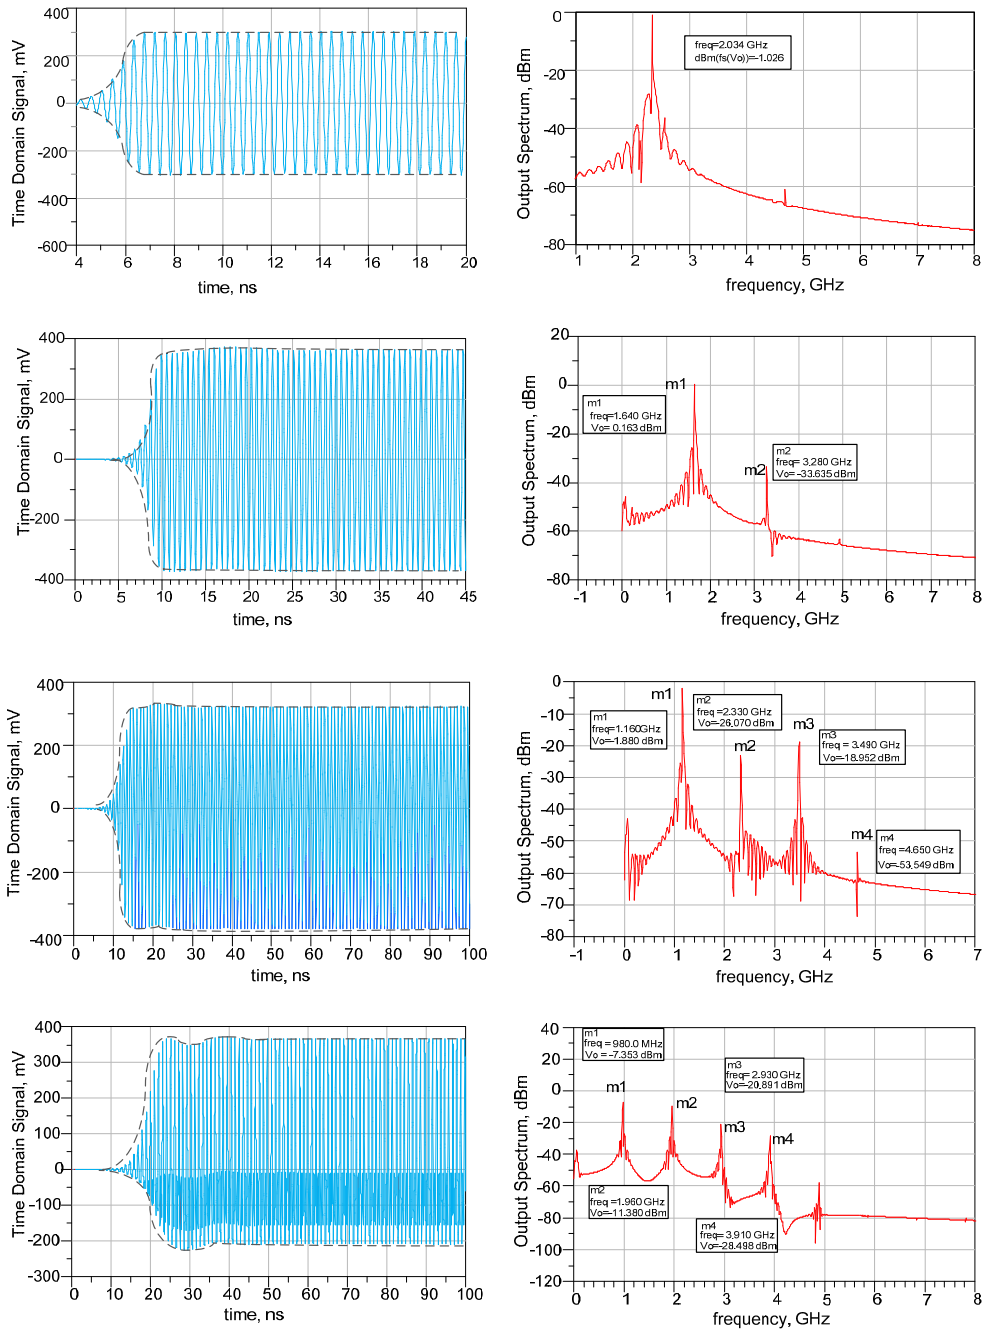 Time Domain Signal, mV
400
200
0
-200
-400
-600
4 6 8 10 12 14 16 18 20
time, ns
Output Spectrum, dBm
0
-20
-40
-60
-80
freq=2.034 GHz
dBm(fs(Vo))=-1.026
1 2 3 4 5 6 7 8
frequency, GHz
Time Domain Signal, mV
400
200
0
-200
-400
0 5 10 15 20 25 30 35 40 45
time, ns
Output Spectrum, dBm
20
0
-20
-40
-60
-80
m1
m1
freq=1.640 GHz
Vo= 0.163 dBm
m2
m2
freq= 3,280 GHz
Vo= -33.635 dBm
-1 0 1 2 3 4 5 6 7 8
frequency, GHz
Time Domain Signal, mV
400
200
0
-200
-400
0 10 20 30 40 50 60 70 80 90 100
time, ns
Output Spectrum, dBm
0
-10
-20
-30
-40
-50
-60
-70
-80
m1
m1
freq=1.160GHz
Vo=-1.880 dBm
m2
freq =2.330 GHz
Vo=-26,070 dBm
m2
m3
m3
freq = 3.490 GHz
Vo=-18.952 dBm
m4
m4
freq =4.650 GHz
Vo=-53,549 dBm
-1 0 1 2 3 4 5 6 7
frequency, GHz
Time Domain Signal, mV
400
300
200
100
0
-100
-200
-300
0 10 20 30 40 50 60 70 80 90 100
time, ns
Output Spectrum, dBm
40
20
0
-20
-40
-60
-80
-100
-120
m1
freq = 980.0 MHz
Vo = -7.353 dBm
m1
m2
m3
freq= 2.930 GHz
Vo=-20,891 dBm
m3
m4
m2
freq =1.960 GHz
Vo=-11.380 dBm
m4
freq = 3,910 GHz
Vo=-28.498 dBm
0 1 2 3 4 5 6 7 8
frequency, GHz